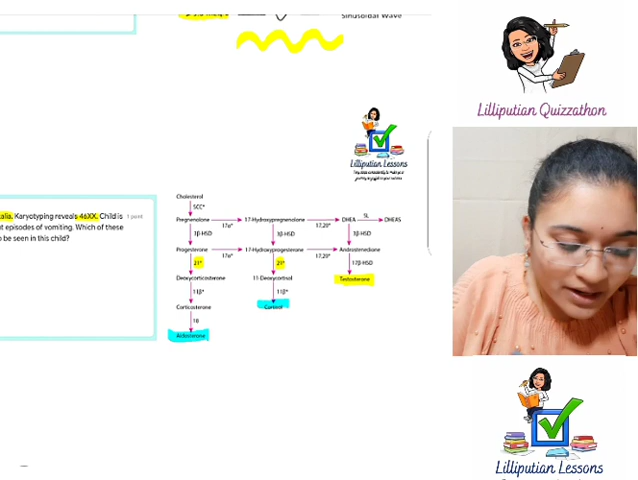 Sinusoidal Wave
Lilliputian Quizzathon
Lilliputian Lessons
talia. Karyotyping reveals 46XX. Child is
1 point
nt episodes of vomiting. Which of these
o be seen in this child?
Cholesterol
SCC*
Pregnenolone 17α* 17-Hydroxypregnenolone 17,20* DHEA SL DHEAS
3β-HSD 3β-HSD 3β-HSD
Progesterone 17α* 17-Hydroxyprogesterone 17,20* Androstenedione
21* 21* 17β-HSD
Deoxycorticosterone 11-Deoxycortisol Testosterone
11β* 11β*
Corticosterone Cortisol
18
Aldosterone
Lilliputian Lessons